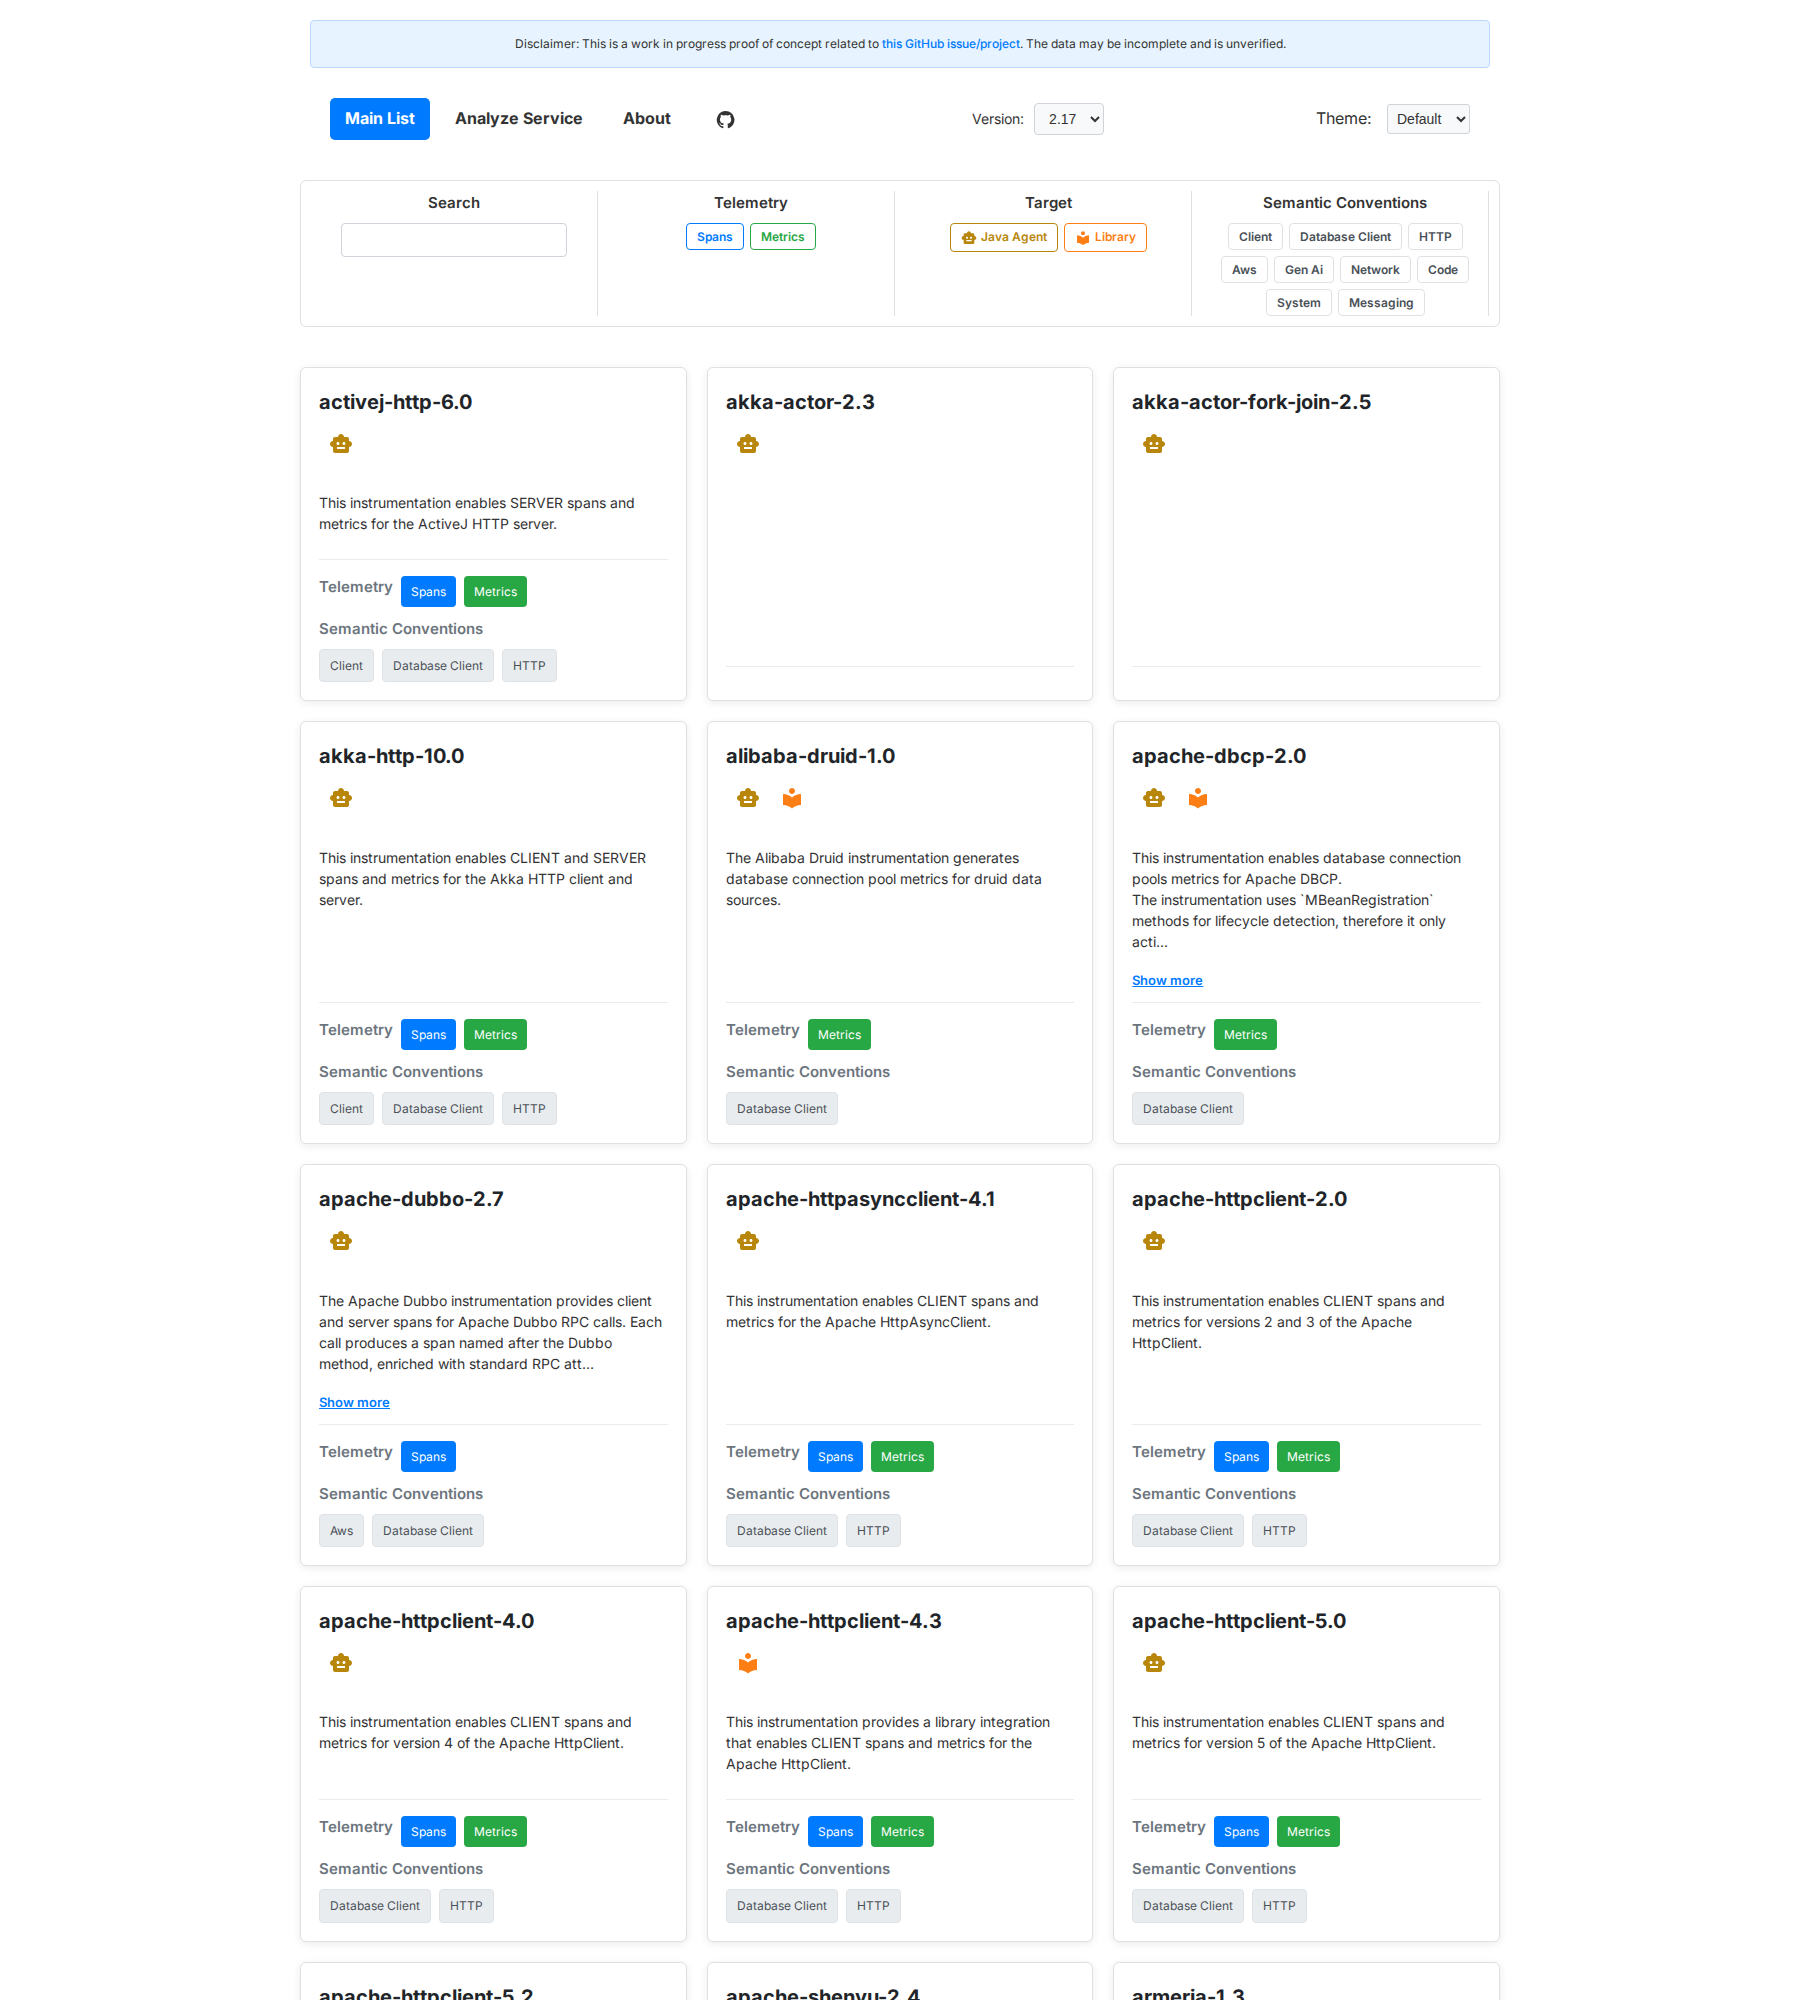 Disclaimer: This is a work in progress proof of concept related to this GitHub issue/project. The data may be incomplete and is unverified.
Main List
Analyze Service
About
Version:
2.17
Theme:
Default
Search
Telemetry
Spans
Metrics
Target
Java Agent
Library
Semantic Conventions
Client
Database Client
HTTP
Aws
Gen Ai
Network
Code
System
Messaging
activej-http-6.0
This instrumentation enables SERVER spans and
metrics for the ActiveJ HTTP server.
Telemetry
Spans
Metrics
Semantic Conventions
Client
Database Client
HTTP
akka-actor-2.3
akka-actor-fork-join-2.5
akka-http-10.0
This instrumentation enables CLIENT and SERVER
spans and metrics for the Akka HTTP client and
server.
Telemetry
Spans
Metrics
Semantic Conventions
Client
Database Client
HTTP
alibaba-druid-1.0
The Alibaba Druid instrumentation generates
database connection pool metrics for druid data
sources.
Telemetry
Metrics
Semantic Conventions
Database Client
apache-dbcp-2.0
This instrumentation enables database connection
pools metrics for Apache DBCP.
The instrumentation uses `MBeanRegistration`
methods for lifecycle detection, therefore it only
acti...
Show more
Telemetry
Metrics
Semantic Conventions
Database Client
apache-dubbo-2.7
The Apache Dubbo instrumentation provides client
and server spans for Apache Dubbo RPC calls. Each
call produces a span named after the Dubbo
method, enriched with standard RPC att...
Show more
Telemetry
Spans
Semantic Conventions
Aws
Database Client
apache-httpasyncclient-4.1
This instrumentation enables CLIENT spans and
metrics for the Apache HttpAsyncClient.
Telemetry
Spans
Metrics
Semantic Conventions
Database Client
HTTP
apache-httpclient-2.0
This instrumentation enables CLIENT spans and
metrics for versions 2 and 3 of the Apache
HttpClient.
Telemetry
Spans
Metrics
Semantic Conventions
Database Client
HTTP
apache-httpclient-4.0
This instrumentation enables CLIENT spans and
metrics for version 4 of the Apache HttpClient.
Telemetry
Spans
Metrics
Semantic Conventions
Database Client
HTTP
apache-httpclient-4.3
This instrumentation provides a library integration
that enables CLIENT spans and metrics for the
Apache HttpClient.
Telemetry
Spans
Metrics
Semantic Conventions
Database Client
HTTP
apache-httpclient-5.0
This instrumentation enables CLIENT spans and
metrics for version 5 of the Apache HttpClient.
Telemetry
Spans
Metrics
Semantic Conventions
Database Client
HTTP
apache-httpclient-5.2
apache-shenyu-2.4
armeria-1.3